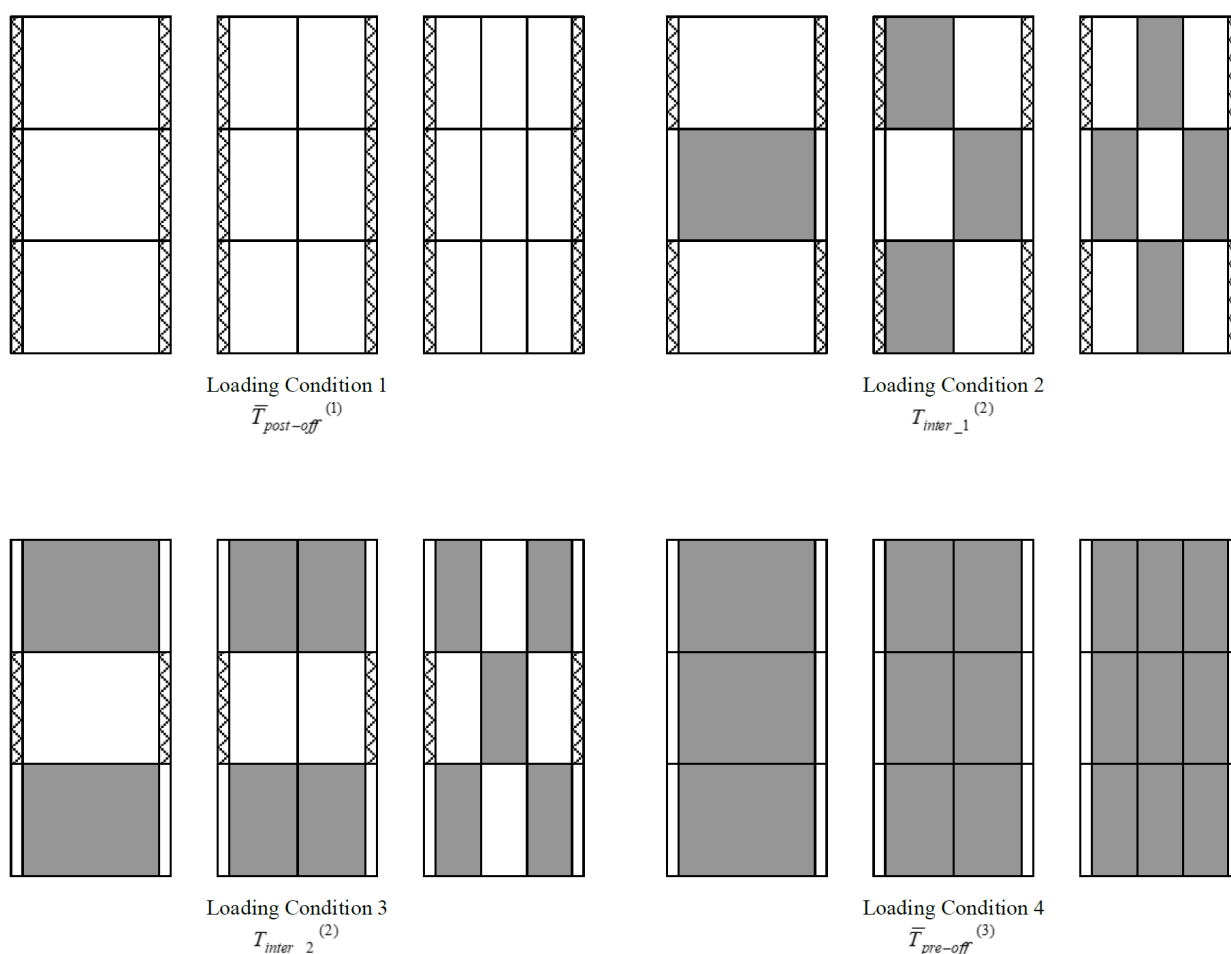 Loading Condition 1
T̅post-off (1)
Loading Condition 2
Tinter_1 (2)
Loading Condition 3
Tinter_2 (2)
Loading Condition 4
T̅pre-off (3)